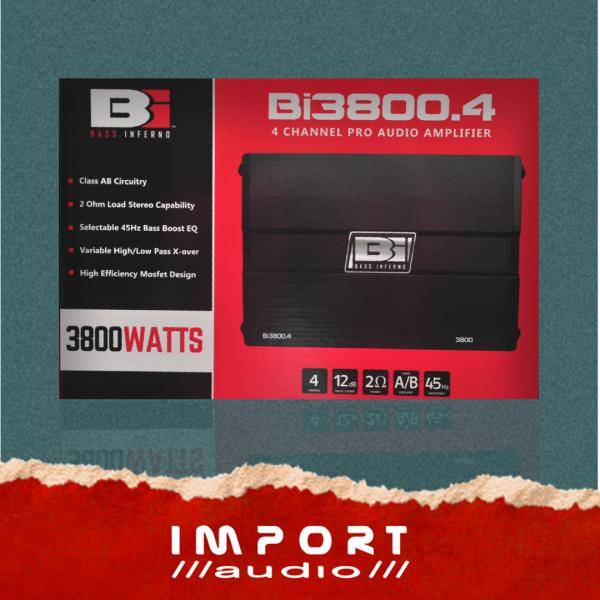 Bi
BASS INFERNO
Bi3800.4
4 CHANNEL PRO AUDIO AMPLIFIER
Class AB Circuitry
2 Ohm Load Stereo Capability
Selectable 45Hz Bass Boost EQ
Variable High/Low Pass X-over
High Efficiency Mosfet Design
3800WATTS
Bi
BASS INFERNO
Bi3800.4
3800
4
12dB
2Ω
A/B
45Hz
IMPORT
///audio///